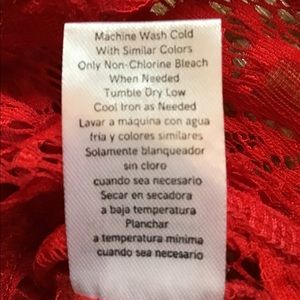 Machine Wash Cold
With Similar Colors
Only Non-Chlorine Bleach
When Needed
Tumble Dry Low
Cool Iron as Needed
Lavar a máquina con agua
fría y colores similares
Solamente blanqueador
sin cloro
cuando sea necesario
Secar en secadora
a baja temperatura
Planchar
a temperatura mínima
cuando sea necesario